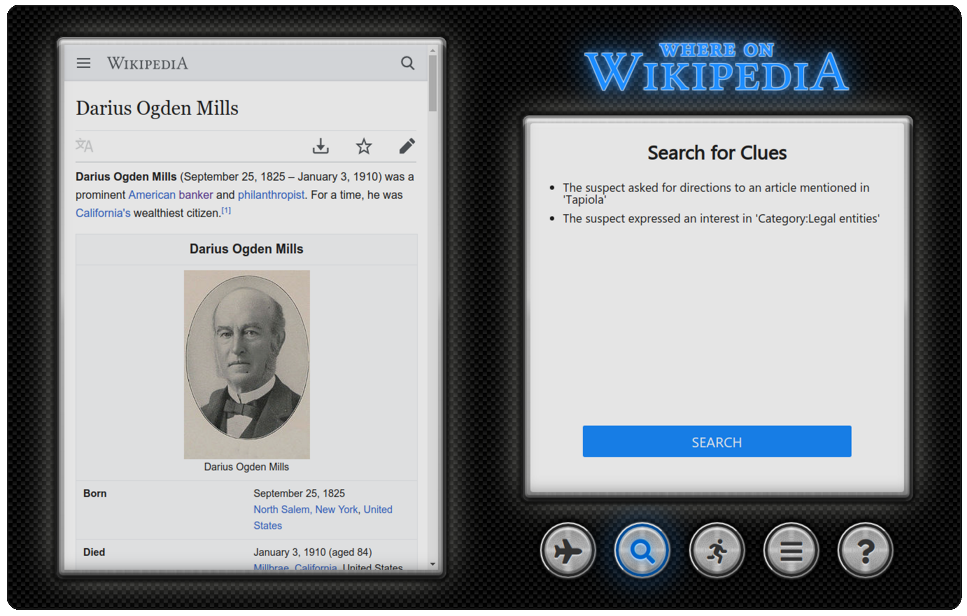 WIKIPEDIA
Darius Ogden Mills
Darius Ogden Mills (September 25, 1825 – January 3, 1910) was a
prominent American banker and philanthropist. For a time, he was
California's wealthiest citizen.[1]
Darius Ogden Mills
Darius Ogden Mills
Born September 25, 1825
North Salem, New York, United
States
Died January 3, 1910 (aged 84)
Millbrae, California, United States
WHERE ON
WIKIPEDIA
Search for Clues
• The suspect asked for directions to an article mentioned in
'Tapiola'
• The suspect expressed an interest in 'Category:Legal entities'
SEARCH
?